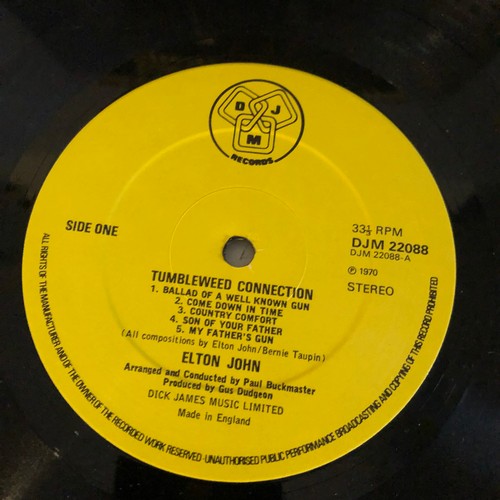 D J
M
RECORDS
SIDE ONE
33⅓ RPM
DJM 22088
DJM 22088-A
℗ 1970
STEREO
TUMBLEWEED CONNECTION
1. BALLAD OF A WELL KNOWN GUN
2. COME DOWN IN TIME
3. COUNTRY COMFORT
4. SON OF YOUR FATHER
5. MY FATHER'S GUN
(All compositions by Elton John/Bernie Taupin)
ELTON JOHN
Arranged and Conducted by Paul Buckmaster
Produced by Gus Dudgeon
DICK JAMES MUSIC LIMITED
Made in England
ALL RIGHTS OF THE MANUFACTURER AND OF THE OWNER OF THE RECORDED WORK RESERVED-UNAUTHORISED PUBLIC PERFORMANCE BROADCASTING AND COPYING OF THIS RECORD PROHIBITED